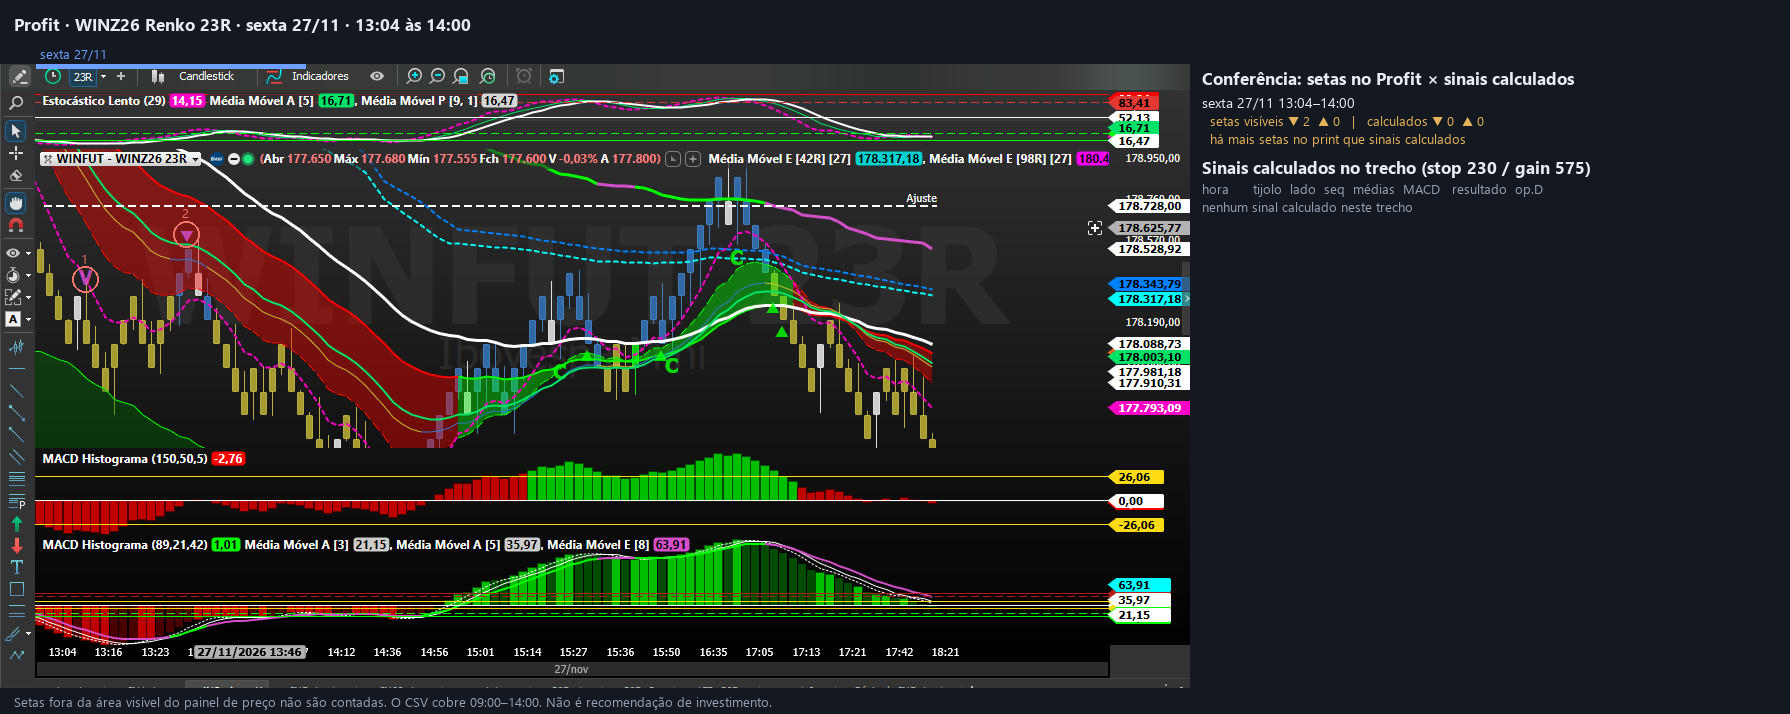 Profit · WINZ26 Renko 23R · sexta 27/11 · 13:04 às 14:00
sexta 27/11
23R Candlestick Indicadores
Estocástico Lento (29) 14,15 Média Móvel A [5] 16,71, Média Móvel P [9, 1] 16,47
83,41
52,13
16,71
16,47
WINFUT - WINZ26 23R (Abr 177.650 Máx 177.680 Mín 177.555 Fch 177.600 V -0,03% A 177.800) Média Móvel E [42R] [27] 178.317,18, Média Móvel E [98R] [27] 180,4
178.950,00
Ajuste
178.728,00
178.625,77
178.570,00
178.528,92
178.343,79
178.317,18
178.190,00
178.088,73
178.003,10
177.981,18
177.910,31
177.793,09
WINFUT 23R
1
2
C
C
C
MACD Histograma (150,50,5) -2,76
26,06
0,00
-26,06
MACD Histograma (89,21,42) 1,01 Média Móvel A [3] 21,15, Média Móvel A [5] 35,97, Média Móvel E [8] 63,91
63,91
35,97
21,15
13:04 13:16 13:23 27/11/2026 13:46 14:12 14:36 14:56 15:01 15:14 15:27 15:36 15:50 16:35 17:05 17:13 17:21 17:42 18:21
27/nov
Conferência: setas no Profit × sinais calculados
sexta 27/11 13:04–14:00
setas visíveis ▼ 2 ▲ 0 | calculados ▼ 0 ▲ 0
há mais setas no print que sinais calculados
Sinais calculados no trecho (stop 230 / gain 575)
hora tijolo lado seq médias MACD resultado op.D
nenhum sinal calculado neste trecho
Setas fora da área visível do painel de preço não são contadas. O CSV cobre 09:00–14:00. Não é recomendação de investimento.